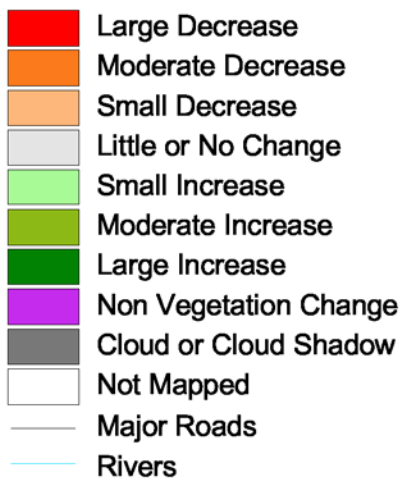 Large Decrease
Moderate Decrease
Small Decrease
Little or No Change
Small Increase
Moderate Increase
Large Increase
Non Vegetation Change
Cloud or Cloud Shadow
Not Mapped
Major Roads
Rivers